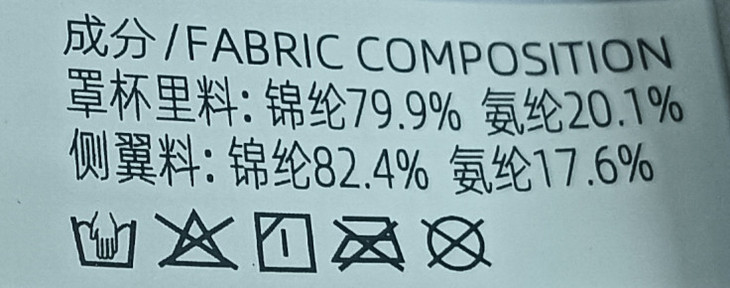 成分/FABRIC COMPOSITION
罩杯里料: 锦纶79.9% 氨纶20.1%
侧翼料: 锦纶82.4% 氨纶17.6%